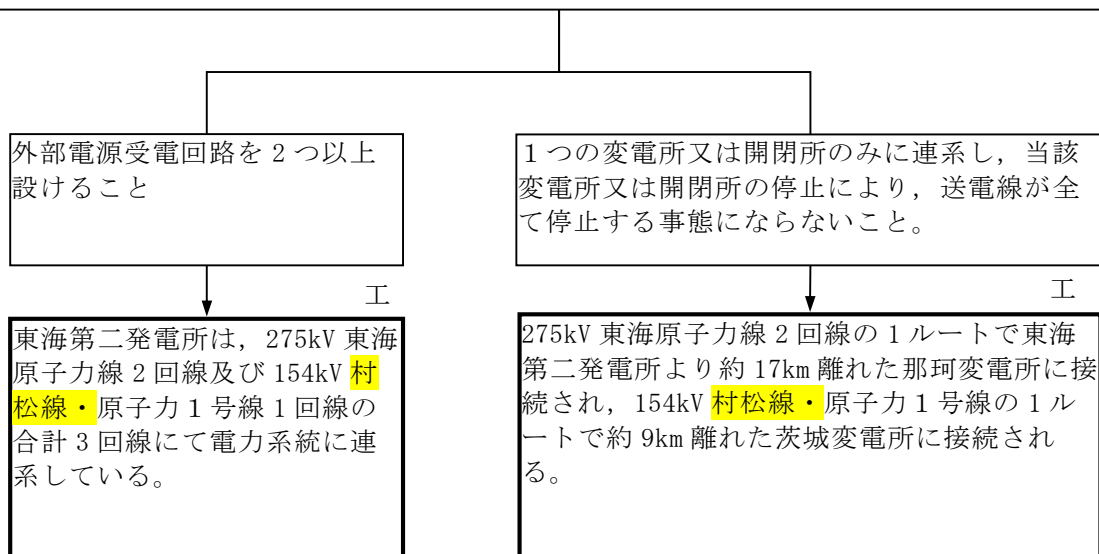 外部電源受電回路を2つ以上
設けること
1つの変電所又は開閉所のみに連系し，当該
変電所又は開閉所の停止により，送電線が全
て停止する事態にならないこと。
工
東海第二発電所は，275kV 東海
原子力線2回線及び 154kV 村
松線・原子力１号線1回線の
合計3回線にて電力系統に連
系している。
工
275kV 東海原子力線2回線の1ルートで東海
第二発電所より約 17km 離れた那珂変電所に接
続され，154kV 村松線・原子力１号線の1ル
ートで約 9km 離れた茨城変電所に接続され
る。